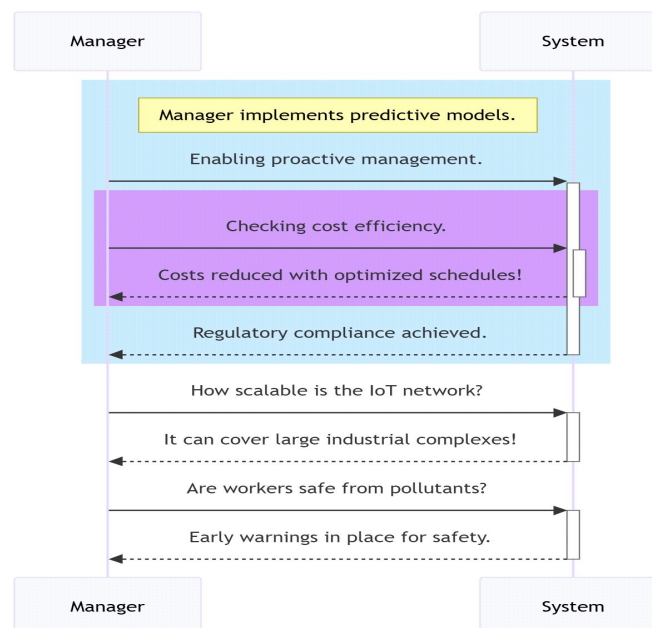 Manager
System
Manager implements predictive models.
Enabling proactive management.
Checking cost efficiency.
Costs reduced with optimized schedules!
Regulatory compliance achieved.
How scalable is the IoT network?
It can cover large industrial complexes!
Are workers safe from pollutants?
Early warnings in place for safety.
Manager
System